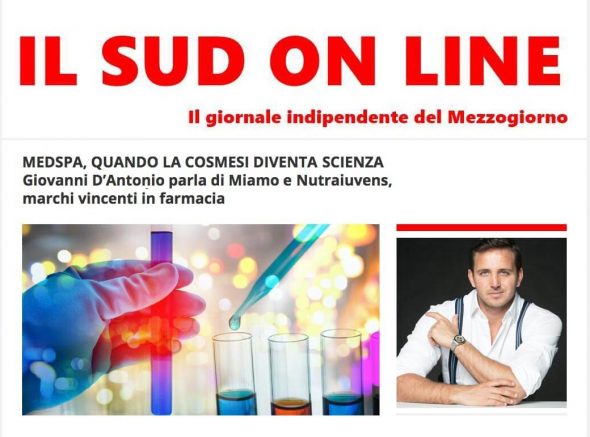 IL SUD ON LINE
Il giornale indipendente del Mezzogiorno
MEDSPA, QUANDO LA COSMESI DIVENTA SCIENZA
Giovanni D'Antonio parla di Miamo e Nutraiuvens,
marchi vincenti in farmacia